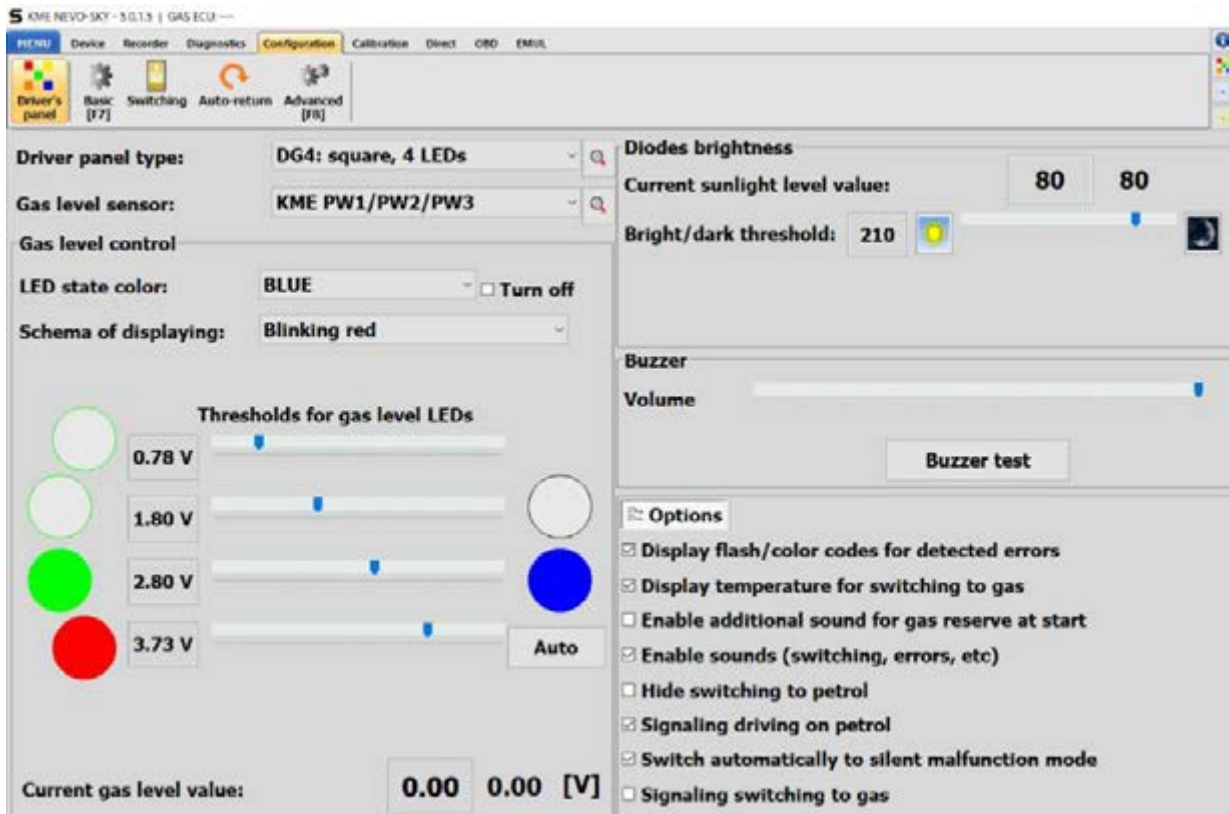 KME NEVO-SKY - 5.0.1.5 | GAS ECU: ---
MENU Device Recorder Diagnostics Configuration Calibration Direct OBD EMUL
Driver's panel
Basic [F7]
Switching
Auto-return
Advanced [F8]
Driver panel type: DG4: square, 4 LEDs
Gas level sensor: KME PW1/PW2/PW3
Gas level control
LED state color: BLUE Turn off
Schema of displaying: Blinking red
Thresholds for gas level LEDs
0.78 V
1.80 V
2.80 V
3.73 V
Auto
Current gas level value: 0.00 0.00 [V]
Diodes brightness
Current sunlight level value: 80 80
Bright/dark threshold: 210
Buzzer
Volume
Buzzer test
Options
Display flash/color codes for detected errors
Display temperature for switching to gas
Enable additional sound for gas reserve at start
Enable sounds (switching, errors, etc)
Hide switching to petrol
Signaling driving on petrol
Switch automatically to silent malfunction mode
Signaling switching to gas